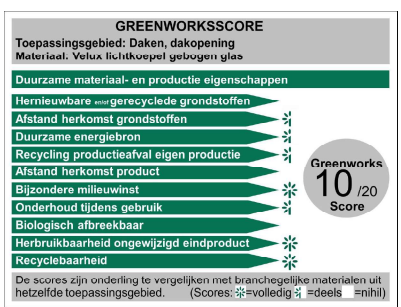 GREENWORKSSCORE
Toepassingsgebied: Daken, dakopening
Materiaal: Velux lichtkoepel gebogen glas
Duurzame materiaal- en productie eigenschappen
Hernieuwbare en/of gerecyclede grondstoffen
Afstand herkomst grondstoffen
Duurzame energiebron
Recycling productieafval eigen productie
Afstand herkomst product
Bijzondere milieuwinst
Onderhoud tijdens gebruik
Biologisch afbreekbaar
Herbruikbaarheid ongewijzigd eindproduct
Recyclebaarheid
Greenworks
10 /20
Score
De scores zijn onderling te vergelijken met branchegelijke materialen uit
hetzelfde toepassingsgebied. (Scores: =volledig =deels =nihil)